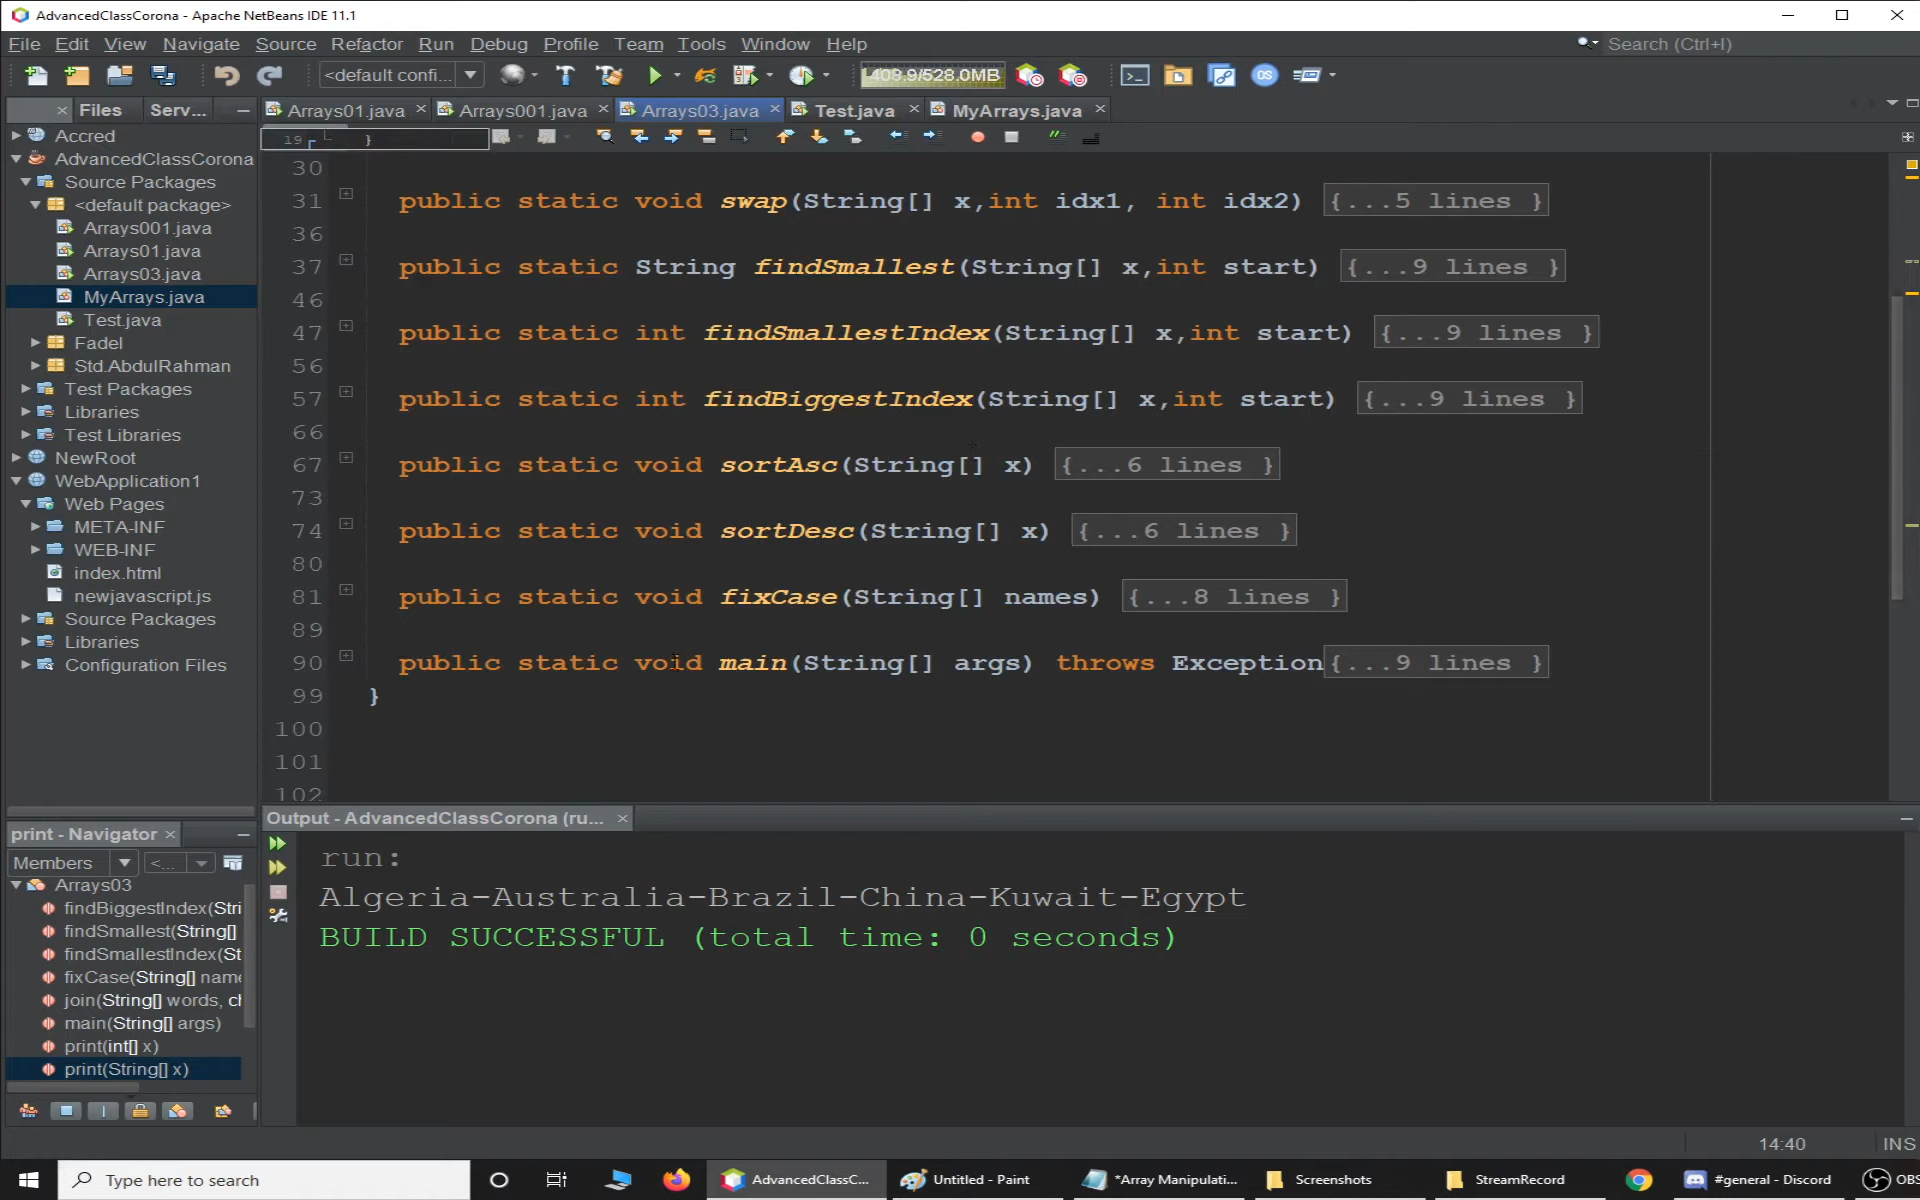 AdvancedClassCorona - Apache NetBeans IDE 11.1
File Edit View Navigate Source Refactor Run Debug Profile Team Tools Window Help
Search (Ctrl+I)
<default confi...
408.9/528.0MB
Files
Serv...
Arrays01.java
Arrays001.java
Arrays03.java
Test.java
MyArrays.java
Accred
AdvancedClassCorona
Source Packages
<default package>
Arrays001.java
Arrays01.java
Arrays03.java
MyArrays.java
Test.java
Fadel
Std.AbdulRahman
Test Packages
Libraries
Test Libraries
NewRoot
WebApplication1
Web Pages
META-INF
WEB-INF
index.html
newjavascript.js
Source Packages
Libraries
Configuration Files
19 }
30
31 public static void swap(String[] x,int idx1, int idx2) {...5 lines }
36
37 public static String findSmallest(String[] x,int start) {...9 lines }
46
47 public static int findSmallestIndex(String[] x,int start) {...9 lines }
56
57 public static int findBiggestIndex(String[] x,int start) {...9 lines }
66
67 public static void sortAsc(String[] x) {...6 lines }
73
74 public static void sortDesc(String[] x) {...6 lines }
80
81 public static void fixCase(String[] names) {...8 lines }
89
90 public static void main(String[] args) throws Exception{...9 lines }
99 }
100
101
102
print - Navigator
Members
<...
Arrays03
findBiggestIndex(Stri
findSmallest(String[]
findSmallestIndex(St
fixCase(String[] name
join(String[] words, ch
main(String[] args)
print(int[] x)
print(String[] x)
Output - AdvancedClassCorona (ru...
run:
Algeria-Australia-Brazil-China-Kuwait-Egypt
BUILD SUCCESSFUL (total time: 0 seconds)
14:40
INS
Type here to search
AdvancedClassC...
Untitled - Paint
*Array Manipulati...
Screenshots
StreamRecord
#general - Discord
OBS